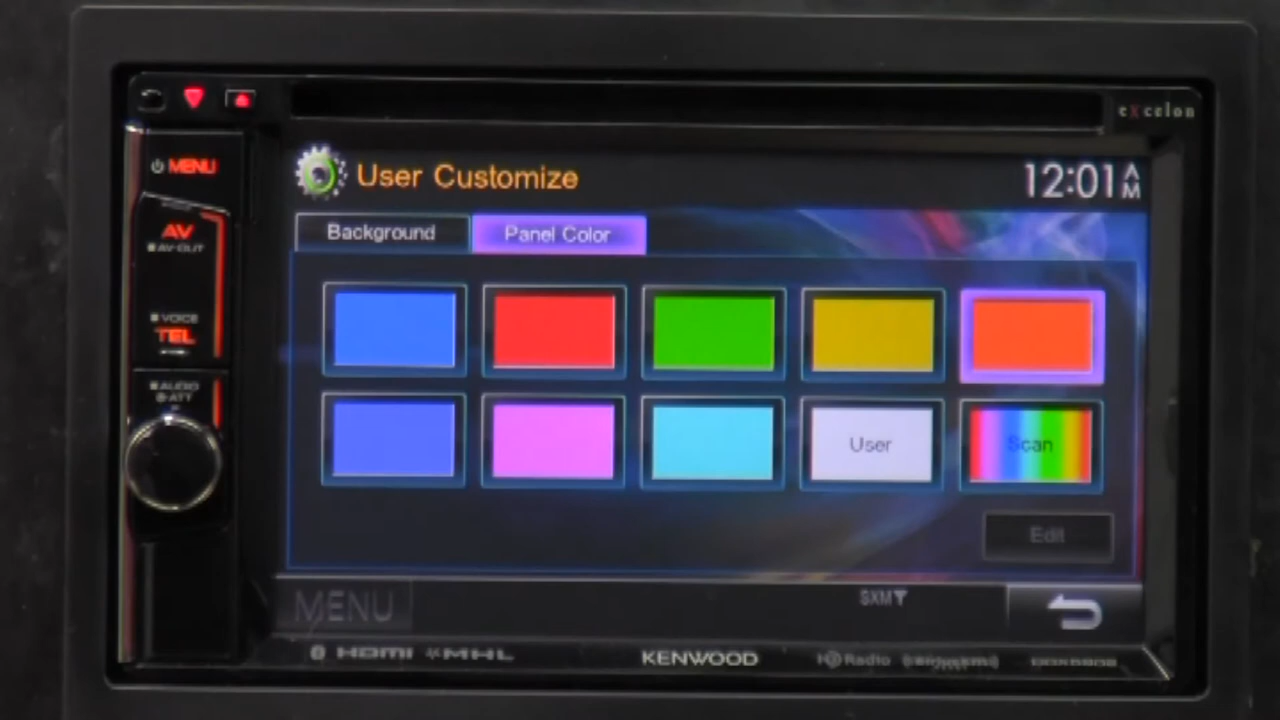 excelon
MENU
User Customize
12:01 AM
AV
AV-OUT
Background
Panel Color
VOICE
TEL
AUDIO
ATT
User
Scan
Edit
MENU
SXM
HDMI MHL
KENWOOD
HD Radio